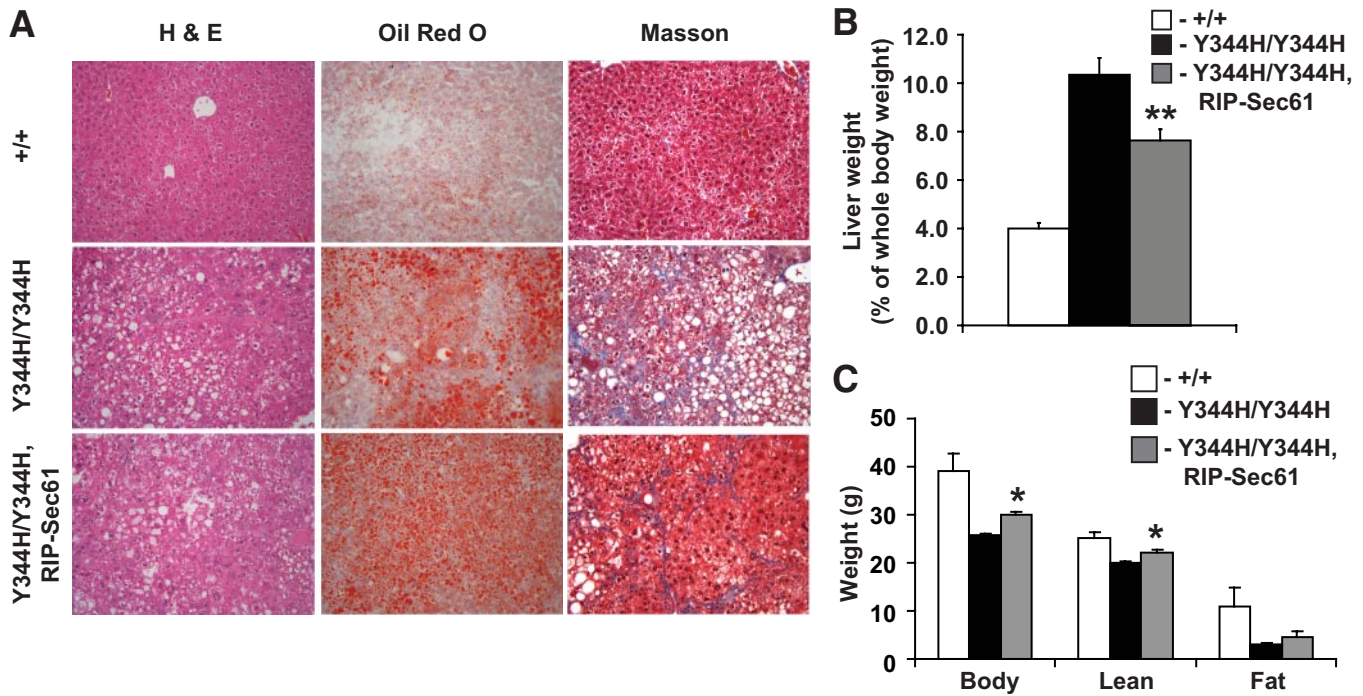 A
H & E
Oil Red O
Masson
+/+
Y344H/Y344H
Y344H/Y344H,
RIP-Sec61
B
- +/+
- Y344H/Y344H
- Y344H/Y344H,
RIP-Sec61
Liver weight
(% of whole body weight)
12.0
10.0
8.0
6.0
4.0
2.0
0.0
**
C
- +/+
- Y344H/Y344H
- Y344H/Y344H,
RIP-Sec61
Weight (g)
50
40
30
20
10
0
*
*
Body
Lean
Fat